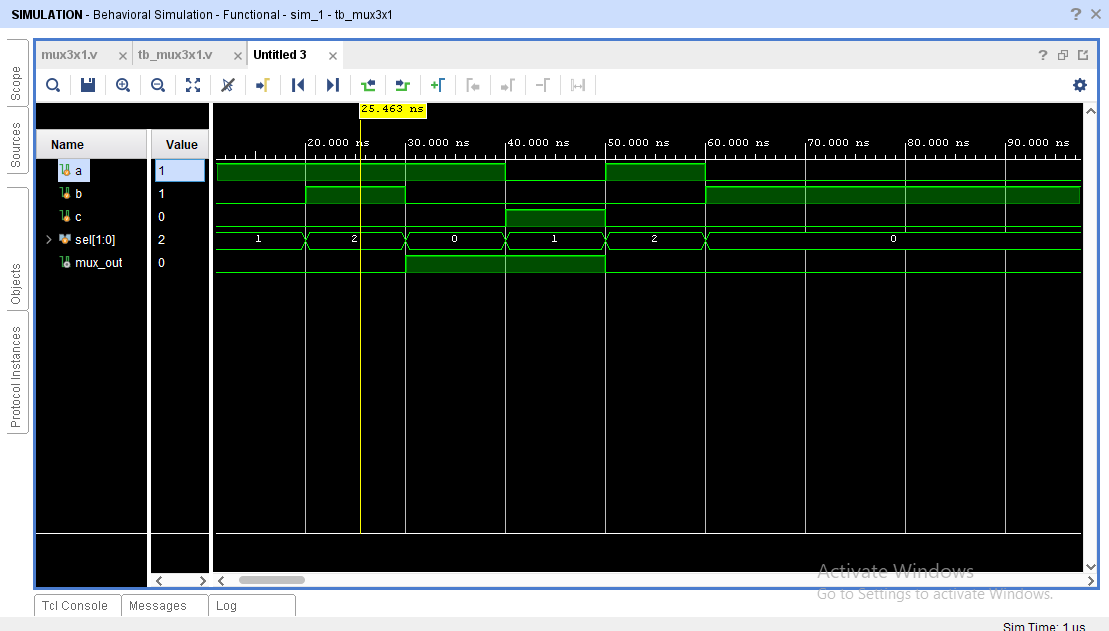 SIMULATION - Behavioral Simulation - Functional - sim_1 - tb_mux3x1
mux3x1.v
tb_mux3x1.v
Untitled 3
Scope
Sources
Objects
Protocol Instances
25.463 ns
20.000 ns 30.000 ns 40.000 ns 50.000 ns 60.000 ns 70.000 ns 80.000 ns 90.000 ns
Name Value
a 1
b 1
c 0
sel[1:0] 2 1 2 0 1 2 0
mux_out 0
Activate Windows
Go to Settings to activate Windows.
Tcl Console Messages Log
Sim Time: 1 us